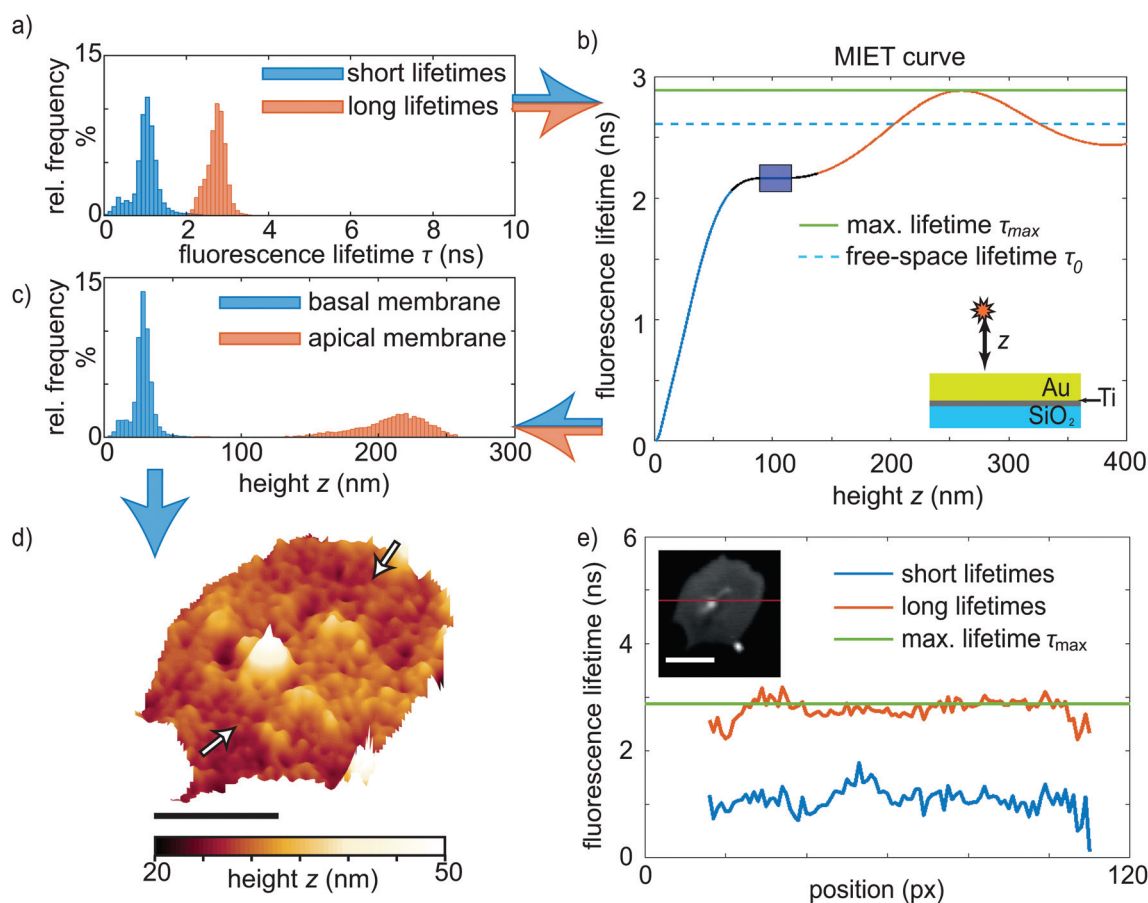 a)
15
rel. frequency
%
0
short lifetimes
long lifetimes
0 2 4 6 8 10
fluorescence lifetime τ (ns)
b)
MIET curve
3
2
1
0
fluorescence lifetime (ns)
max. lifetime τmax
free-space lifetime τ0
z
Au
Ti
SiO2
0 100 200 300 400
height z (nm)
c)
15
rel. frequency
%
0
basal membrane
apical membrane
0 100 200 300
height z (nm)
d)
20 50
height z (nm)
e)
6
4
2
0
fluorescence lifetime (ns)
short lifetimes
long lifetimes
max. lifetime τmax
0 120
position (px)